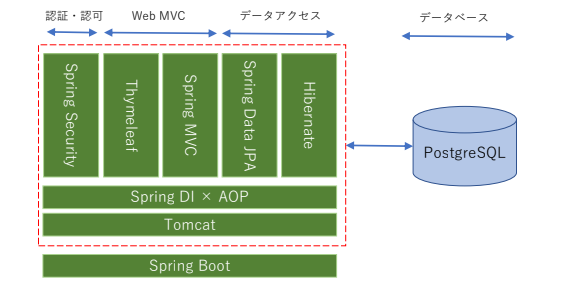 認証・認可
Web MVC
データアクセス
データベース
Spring Security
Thymeleaf
Spring MVC
Spring Data JPA
Hibernate
PostgreSQL
Spring DI × AOP
Tomcat
Spring Boot